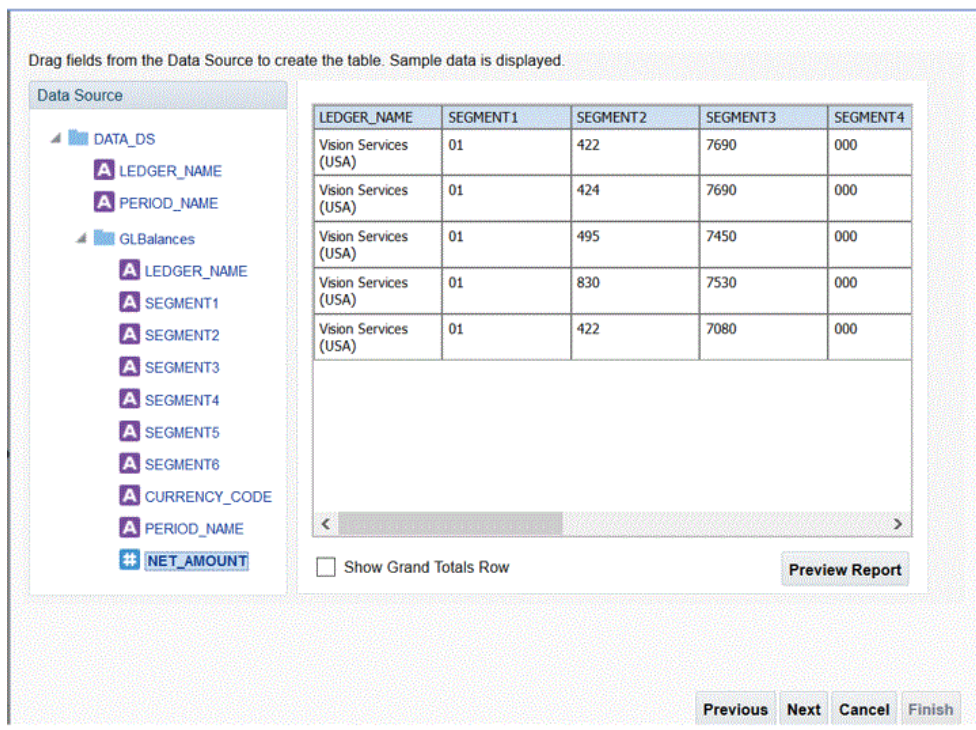 Drag fields from the Data Source to create the table. Sample data is displayed.
Data Source
DATA_DS
A LEDGER_NAME
A PERIOD_NAME
GLBalances
A LEDGER_NAME
A SEGMENT1
A SEGMENT2
A SEGMENT3
A SEGMENT4
A SEGMENT5
A SEGMENT6
A CURRENCY_CODE
A PERIOD_NAME
# NET_AMOUNT
LEDGER_NAME SEGMENT1 SEGMENT2 SEGMENT3 SEGMENT4
Vision Services 01 422 7690 000
(USA)
Vision Services 01 424 7690 000
(USA)
Vision Services 01 495 7450 000
(USA)
Vision Services 01 830 7530 000
(USA)
Vision Services 01 422 7080 000
(USA)
Show Grand Totals Row
Preview Report
Previous Next Cancel Finish